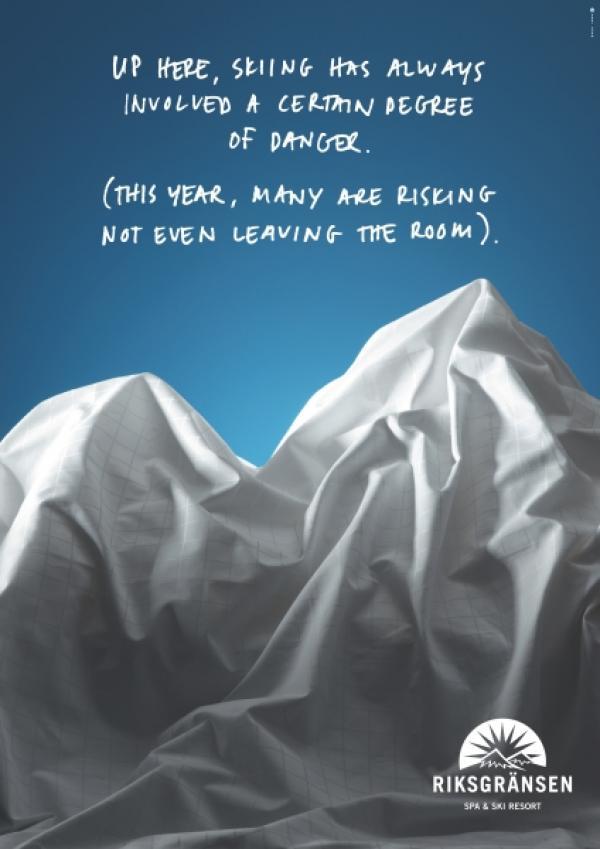 UP HERE, SKIING HAS ALWAYS
INVOLVED A CERTAIN DEGREE
OF DANGER.
(THIS YEAR, MANY ARE RISKING
NOT EVEN LEAVING THE ROOM).
RIKSGRÄNSEN
SPA & SKI RESORT